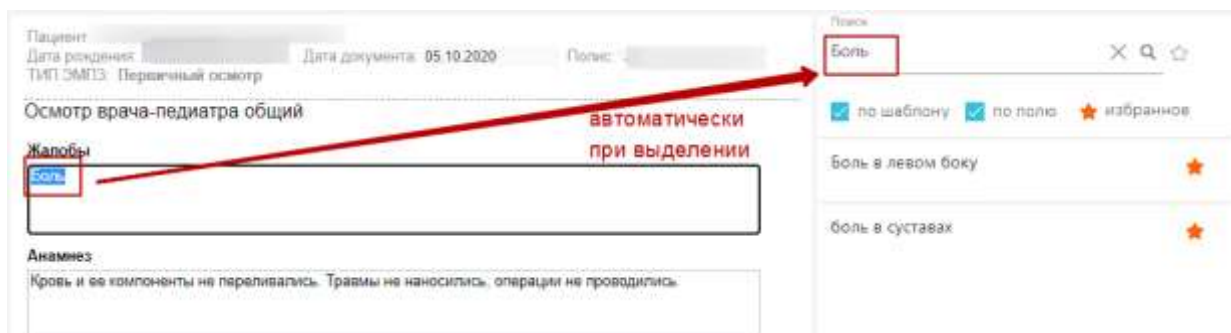 Пациент
Дата рождения: Дата документа: 05.10.2020 Полис:
ТИП ЭМПЗ: Первичный осмотр
Осмотр врача-педиатра общий
Жалобы
Боль
автоматически
при выделении
Анамнез
Кровь и ее компоненты не переливались. Травмы не наносились, операции не проводились.
Поиск
Боль
по шаблону по полю избранное
Боль в левом боку
боль в суставах